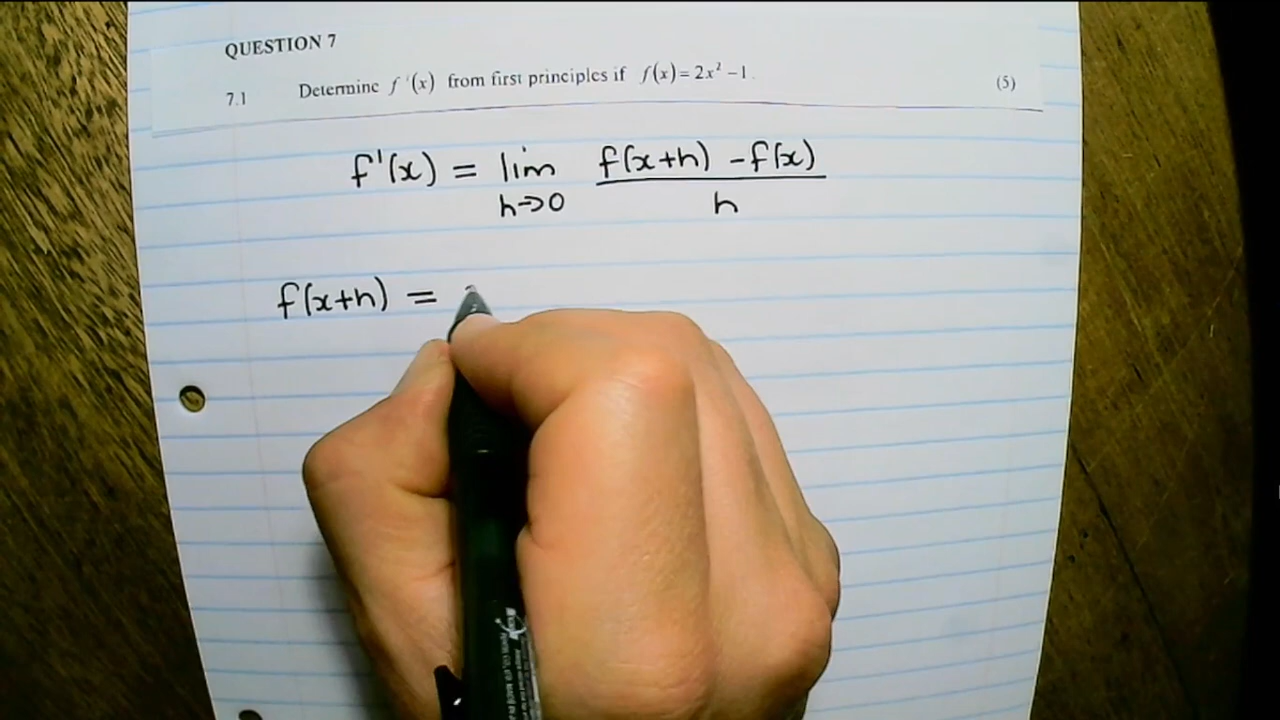 QUESTION 7
7.1 Determine f '(x) from first principles if f(x) = 2x² − 1. (5)
f'(x) = lim h→0 f(x+h) - f(x) / h
f(x+h) =